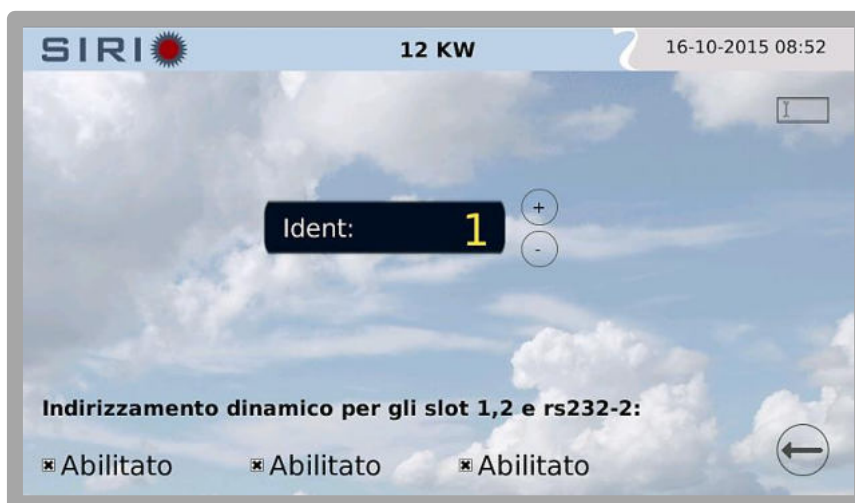 SIRIO 12 KW 16-10-2015 08:52
Ident: 1
+
-
Indirizzamento dinamico per gli slot 1,2 e rs232-2:
Abilitato Abilitato Abilitato